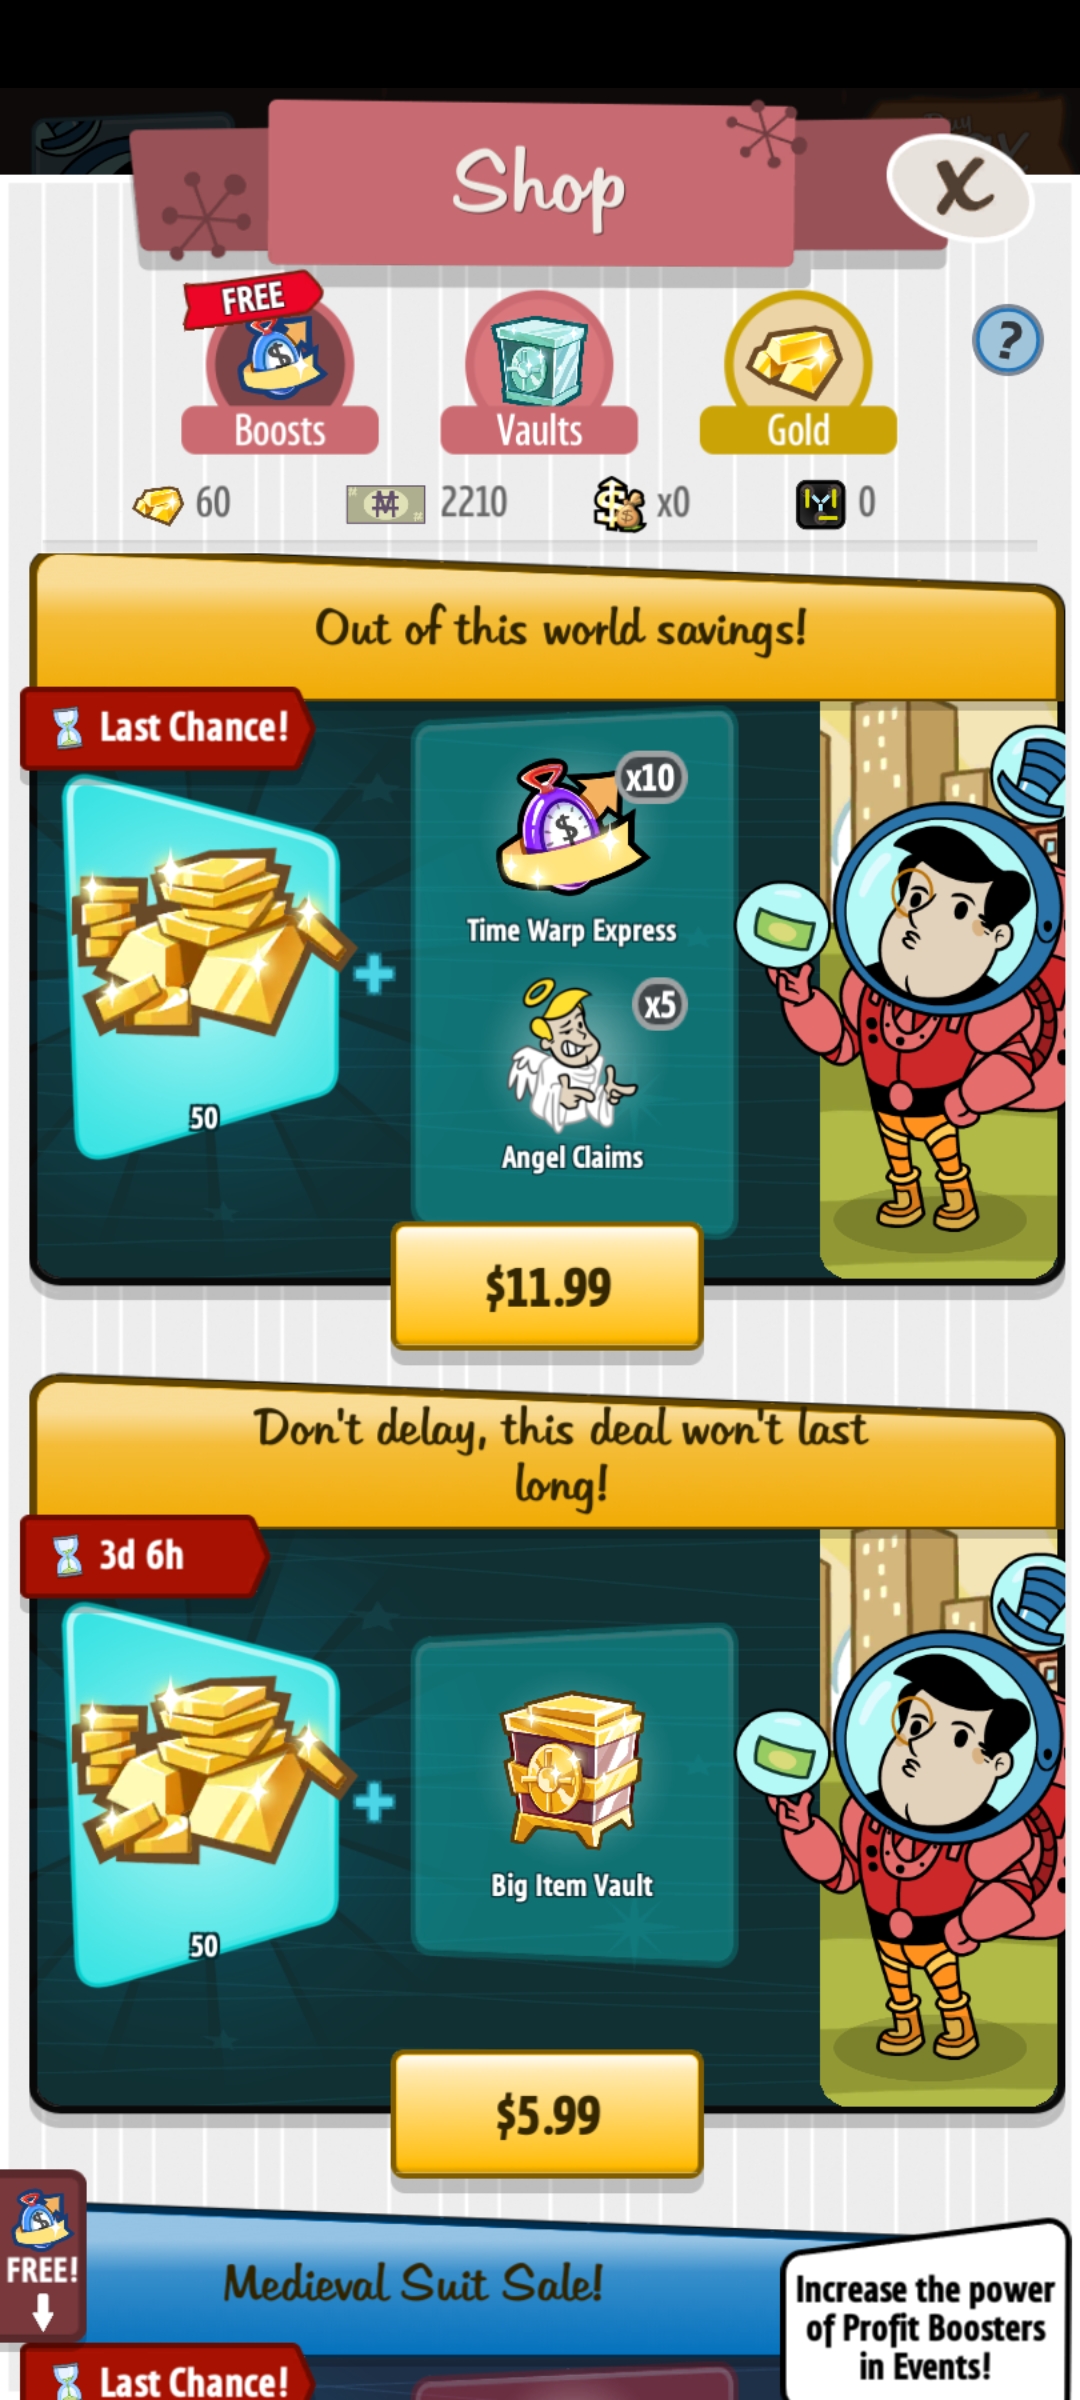 Shop
X
FREE
Boosts
Vaults
Gold
?
60
2210
x0
0
Out of this world savings!
Last Chance!
x10
Time Warp Express
x5
Angel Claims
50
$11.99
Don't delay, this deal won't last
long!
3d 6h
Big Item Vault
50
$5.99
FREE!
Medieval Suit Sale!
Increase the power
of Profit Boosters
in Events!
Last Chance!